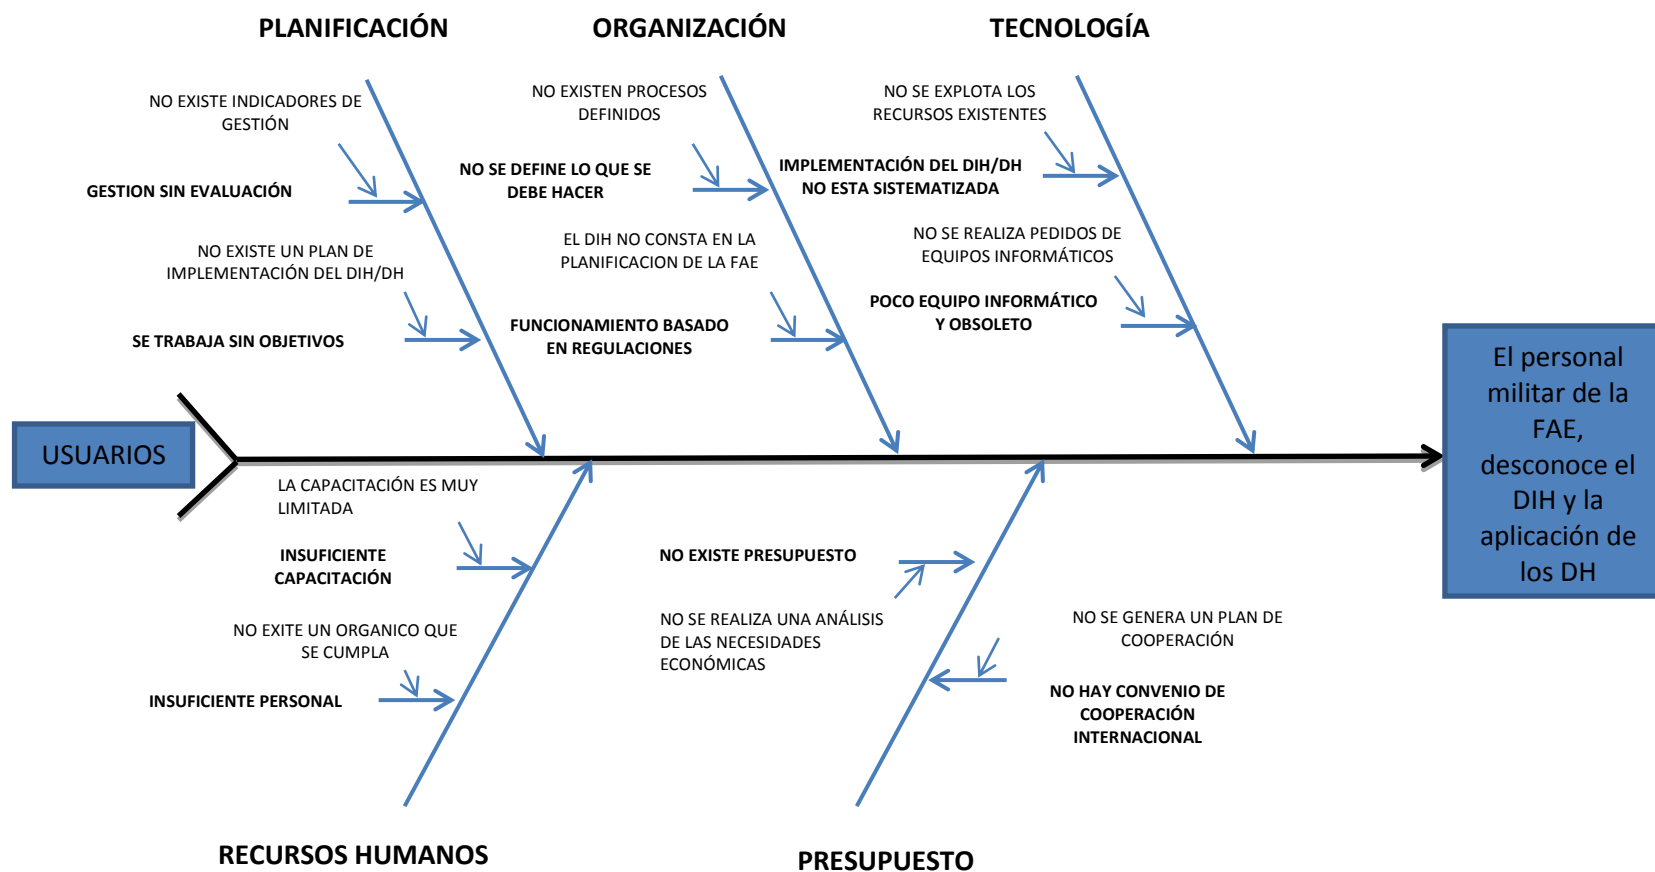 PLANIFICACIÓN
ORGANIZACIÓN
TECNOLOGÍA
NO EXISTE INDICADORES DE
GESTIÓN
GESTION SIN EVALUACIÓN
NO EXISTE UN PLAN DE
IMPLEMENTACIÓN DEL DIH/DH
SE TRABAJA SIN OBJETIVOS
NO EXISTEN PROCESOS
DEFINIDOS
NO SE DEFINE LO QUE SE
DEBE HACER
EL DIH NO CONSTA EN LA
PLANIFICACION DE LA FAE
FUNCIONAMIENTO BASADO
EN REGULACIONES
NO SE EXPLOTA LOS
RECURSOS EXISTENTES
IMPLEMENTACIÓN DEL DIH/DH
NO ESTA SISTEMATIZADA
NO SE REALIZA PEDIDOS DE
EQUIPOS INFORMÁTICOS
POCO EQUIPO INFORMÁTICO
Y OBSOLETO
USUARIOS
El personal
militar de la
FAE,
desconoce el
DIH y la
aplicación de
los DH
LA CAPACITACIÓN ES MUY
LIMITADA
INSUFICIENTE
CAPACITACIÓN
NO EXITE UN ORGANICO QUE
SE CUMPLA
INSUFICIENTE PERSONAL
NO EXISTE PRESUPUESTO
NO SE REALIZA UNA ANÁLISIS
DE LAS NECESIDADES
ECONÓMICAS
NO SE GENERA UN PLAN DE
COOPERACIÓN
NO HAY CONVENIO DE
COOPERACIÓN
INTERNACIONAL
RECURSOS HUMANOS
PRESUPUESTO